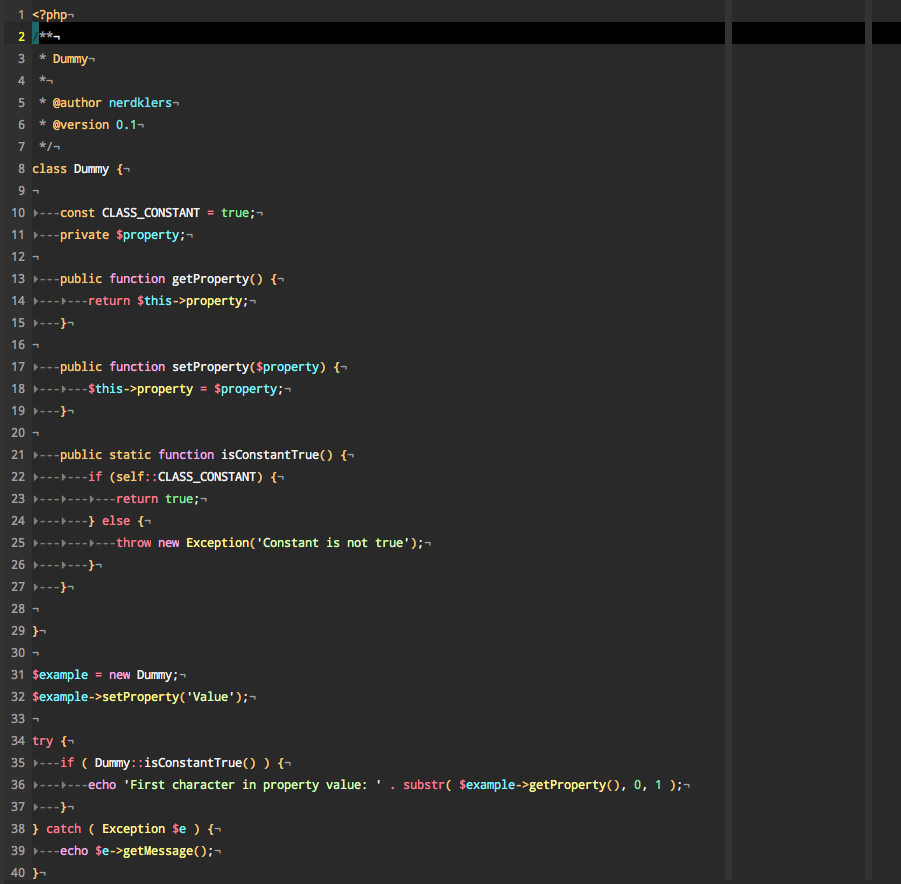 1 <?php¬
2 /**¬
3  * Dummy¬
4  *¬
5  * @author nerdklers¬
6  * @version 0.1¬
7  */¬
8 class Dummy {¬
9 ¬
10 ▸---const CLASS_CONSTANT = true;¬
11 ▸---private $property;¬
12 ¬
13 ▸---public function getProperty() {¬
14 ▸---▸---return $this->property;¬
15 ▸---}¬
16 ¬
17 ▸---public function setProperty($property) {¬
18 ▸---▸---$this->property = $property;¬
19 ▸---}¬
20 ¬
21 ▸---public static function isConstantTrue() {¬
22 ▸---▸---if (self::CLASS_CONSTANT) {¬
23 ▸---▸---▸---return true;¬
24 ▸---▸---} else {¬
25 ▸---▸---▸---throw new Exception('Constant is not true');¬
26 ▸---▸---}¬
27 ▸---}¬
28 ¬
29 }¬
30 ¬
31 $example = new Dummy;¬
32 $example->setProperty('Value');¬
33 ¬
34 try {¬
35 ▸---if ( Dummy::isConstantTrue() ) {¬
36 ▸---▸---echo 'First character in property value: ' . substr( $example->getProperty(), 0, 1 );¬
37 ▸---}¬
38 } catch ( Exception $e ) {¬
39 ▸---echo $e->getMessage();¬
40 }¬